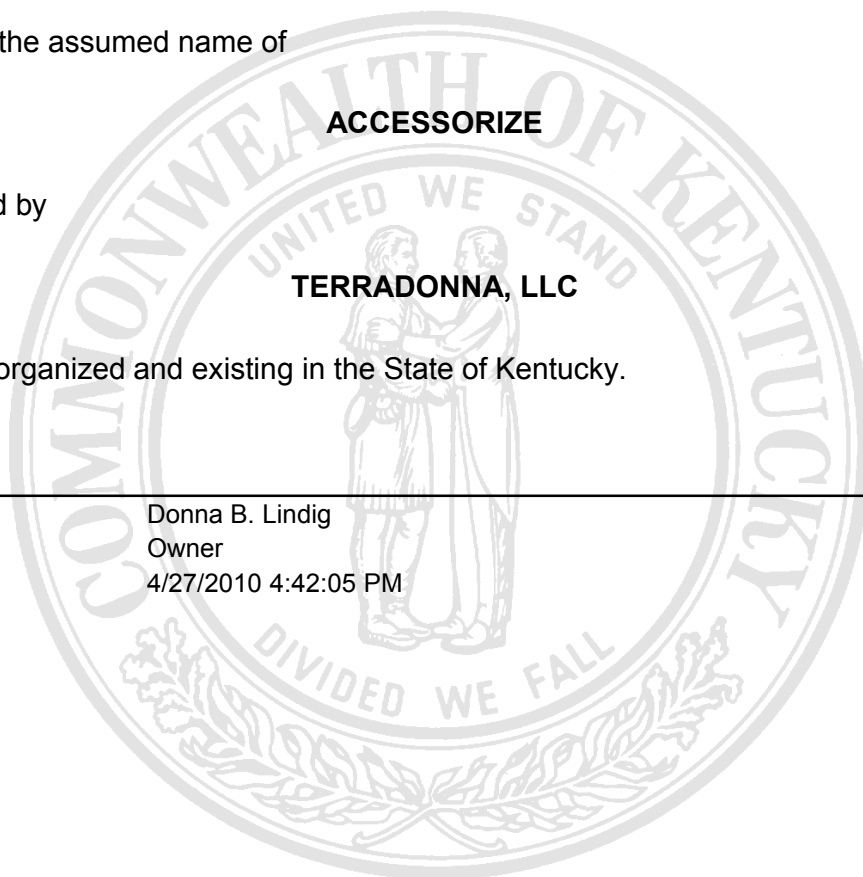 the assumed name of
ACCESSORIZE
d by
TERRADONNA, LLC
organized and existing in the State of Kentucky.
Donna B. Lindig
Owner
4/27/2010 4:42:05 PM
COMMONWEALTH OF KENTUCKY
UNITED WE STAND
DIVIDED WE FALL